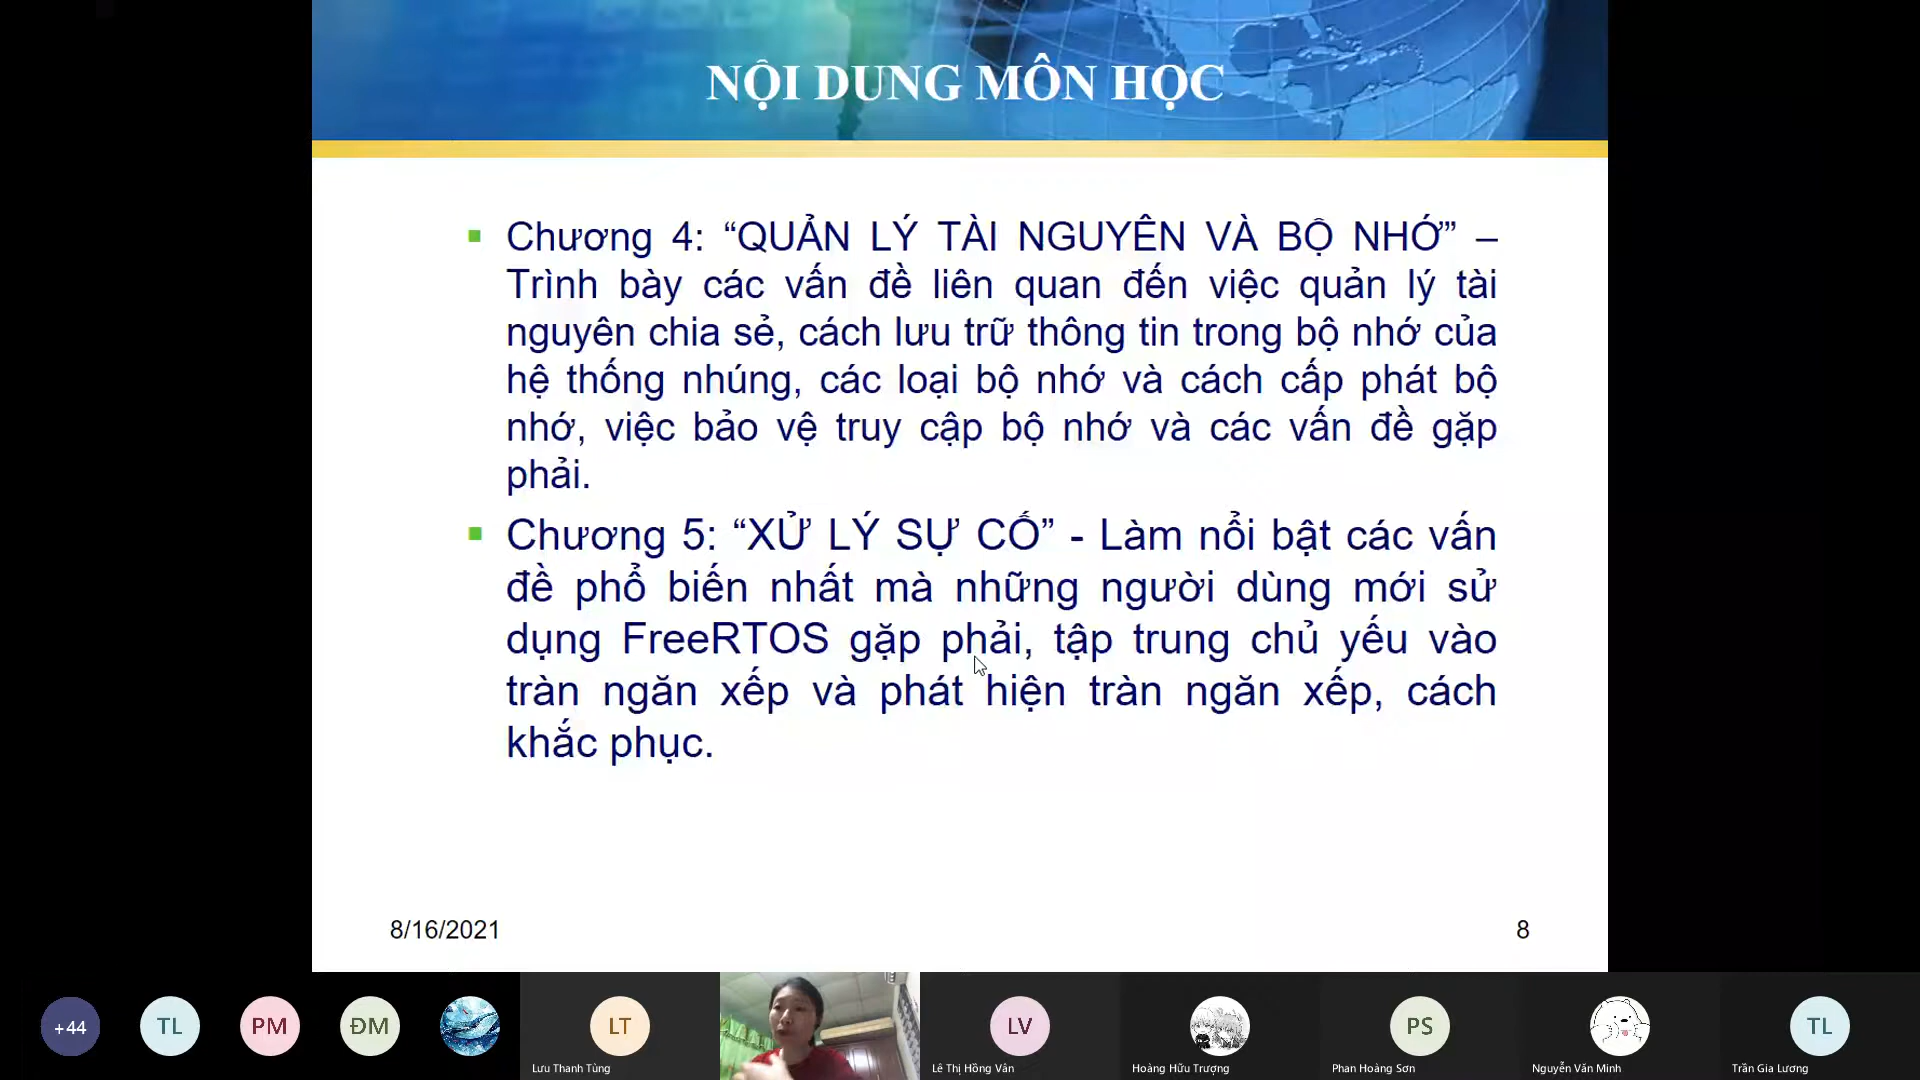 NỘI DUNG MÔN HỌC
Chương 4: “QUẢN LÝ TÀI NGUYÊN VÀ BỘ NHỚ” –
Trình bày các vấn đề liên quan đến việc quản lý tài
nguyên chia sẻ, cách lưu trữ thông tin trong bộ nhớ của
hệ thống nhúng, các loại bộ nhớ và cách cấp phát bộ
nhớ, việc bảo vệ truy cập bộ nhớ và các vấn đề gặp
phải.
Chương 5: “XỬ LÝ SỰ CỐ” - Làm nổi bật các vấn
đề phổ biến nhất mà những người dùng mới sử
dụng FreeRTOS gặp phải, tập trung chủ yếu vào
tràn ngăn xếp và phát hiện tràn ngăn xếp, cách
khắc phục.
8/16/2021
8
+44
TL
PM
ĐM
LT
LV
PS
TL
Lưu Thanh Tùng
Lê Thị Hồng Vân
Hoàng Hữu Trượng
Phan Hoàng Sơn
Nguyễn Văn Minh
Trần Gia Lương